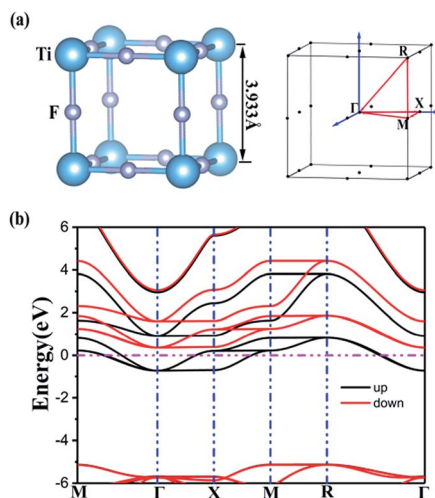 (a)
Ti
F
3.933Å
R
Γ
X
M
(b)
Energy(eV)
6
4
2
0
-2
-4
-6
up
down
M Γ X M R Γ